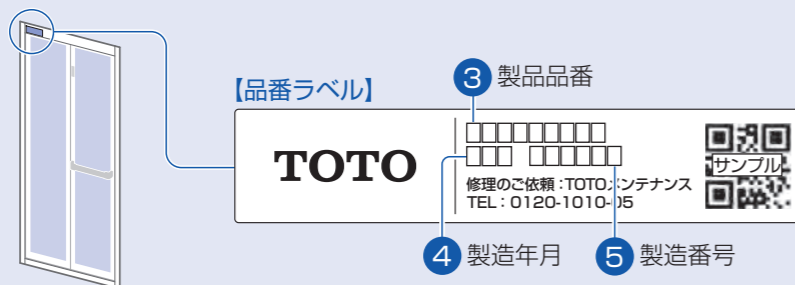 【品番ラベル】
3 製品品番
TOTO
□□□□□□□□□
□□□ □□□□□□
修理のご依頼：TOTOメンテナンス
TEL：0120-1010-05
サンプル
4 製造年月
5 製造番号